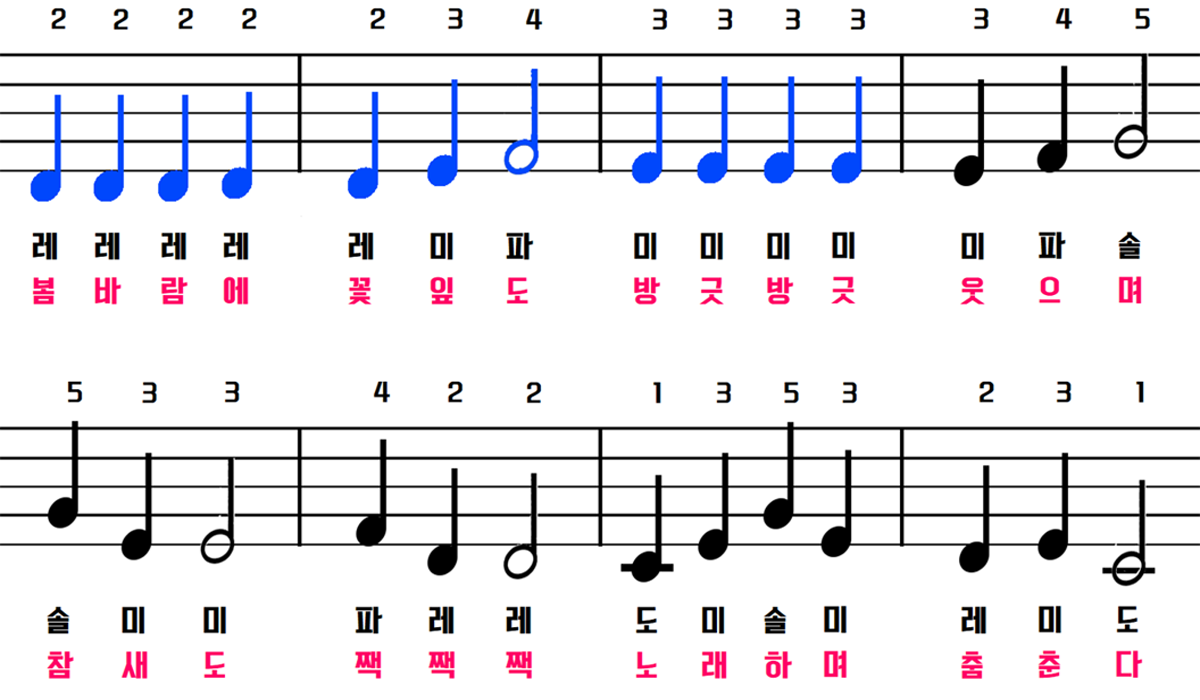 2 2 2 2 2 3 4 3 3 3 3 3 4 5
레 레 레 레 레 미 파 미 미 미 미 미 파 솔
봄 바 람 에 꽃 잎 도 방 긋 방 긋 웃 으 며
5 3 3 4 2 2 1 3 5 3 2 3 1
솔 미 미 파 레 레 도 미 솔 미 레 미 도
참 새 도 짹 짹 짹 노 래 하 며 춤 춘 다